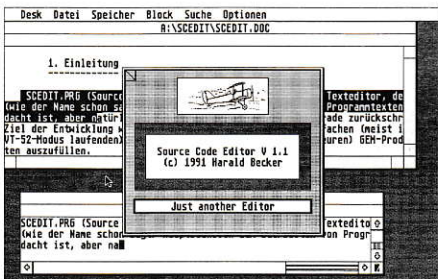 Desk Datei Speicher Block Suche Optionen
A:\SCEDIT\SCEDIT.DOC
1. Einleitung
SCEDIT.PRG (Source Texteditor, de
(wie der Name schon sa Programmtexten
dacht ist, aber natürl ade zurückschr
Ziel der Entwicklung w fachen (meist i
VT-52-Modus laufenden) euren) GEM-Prod
ten auszufüllen.
Source Code Editor V 1.1
(c) 1991 Harald Becker
Just another Editor
SCEDIT.PRG (Source extedito
(wie der Name schon on Progr
dacht ist, aber na